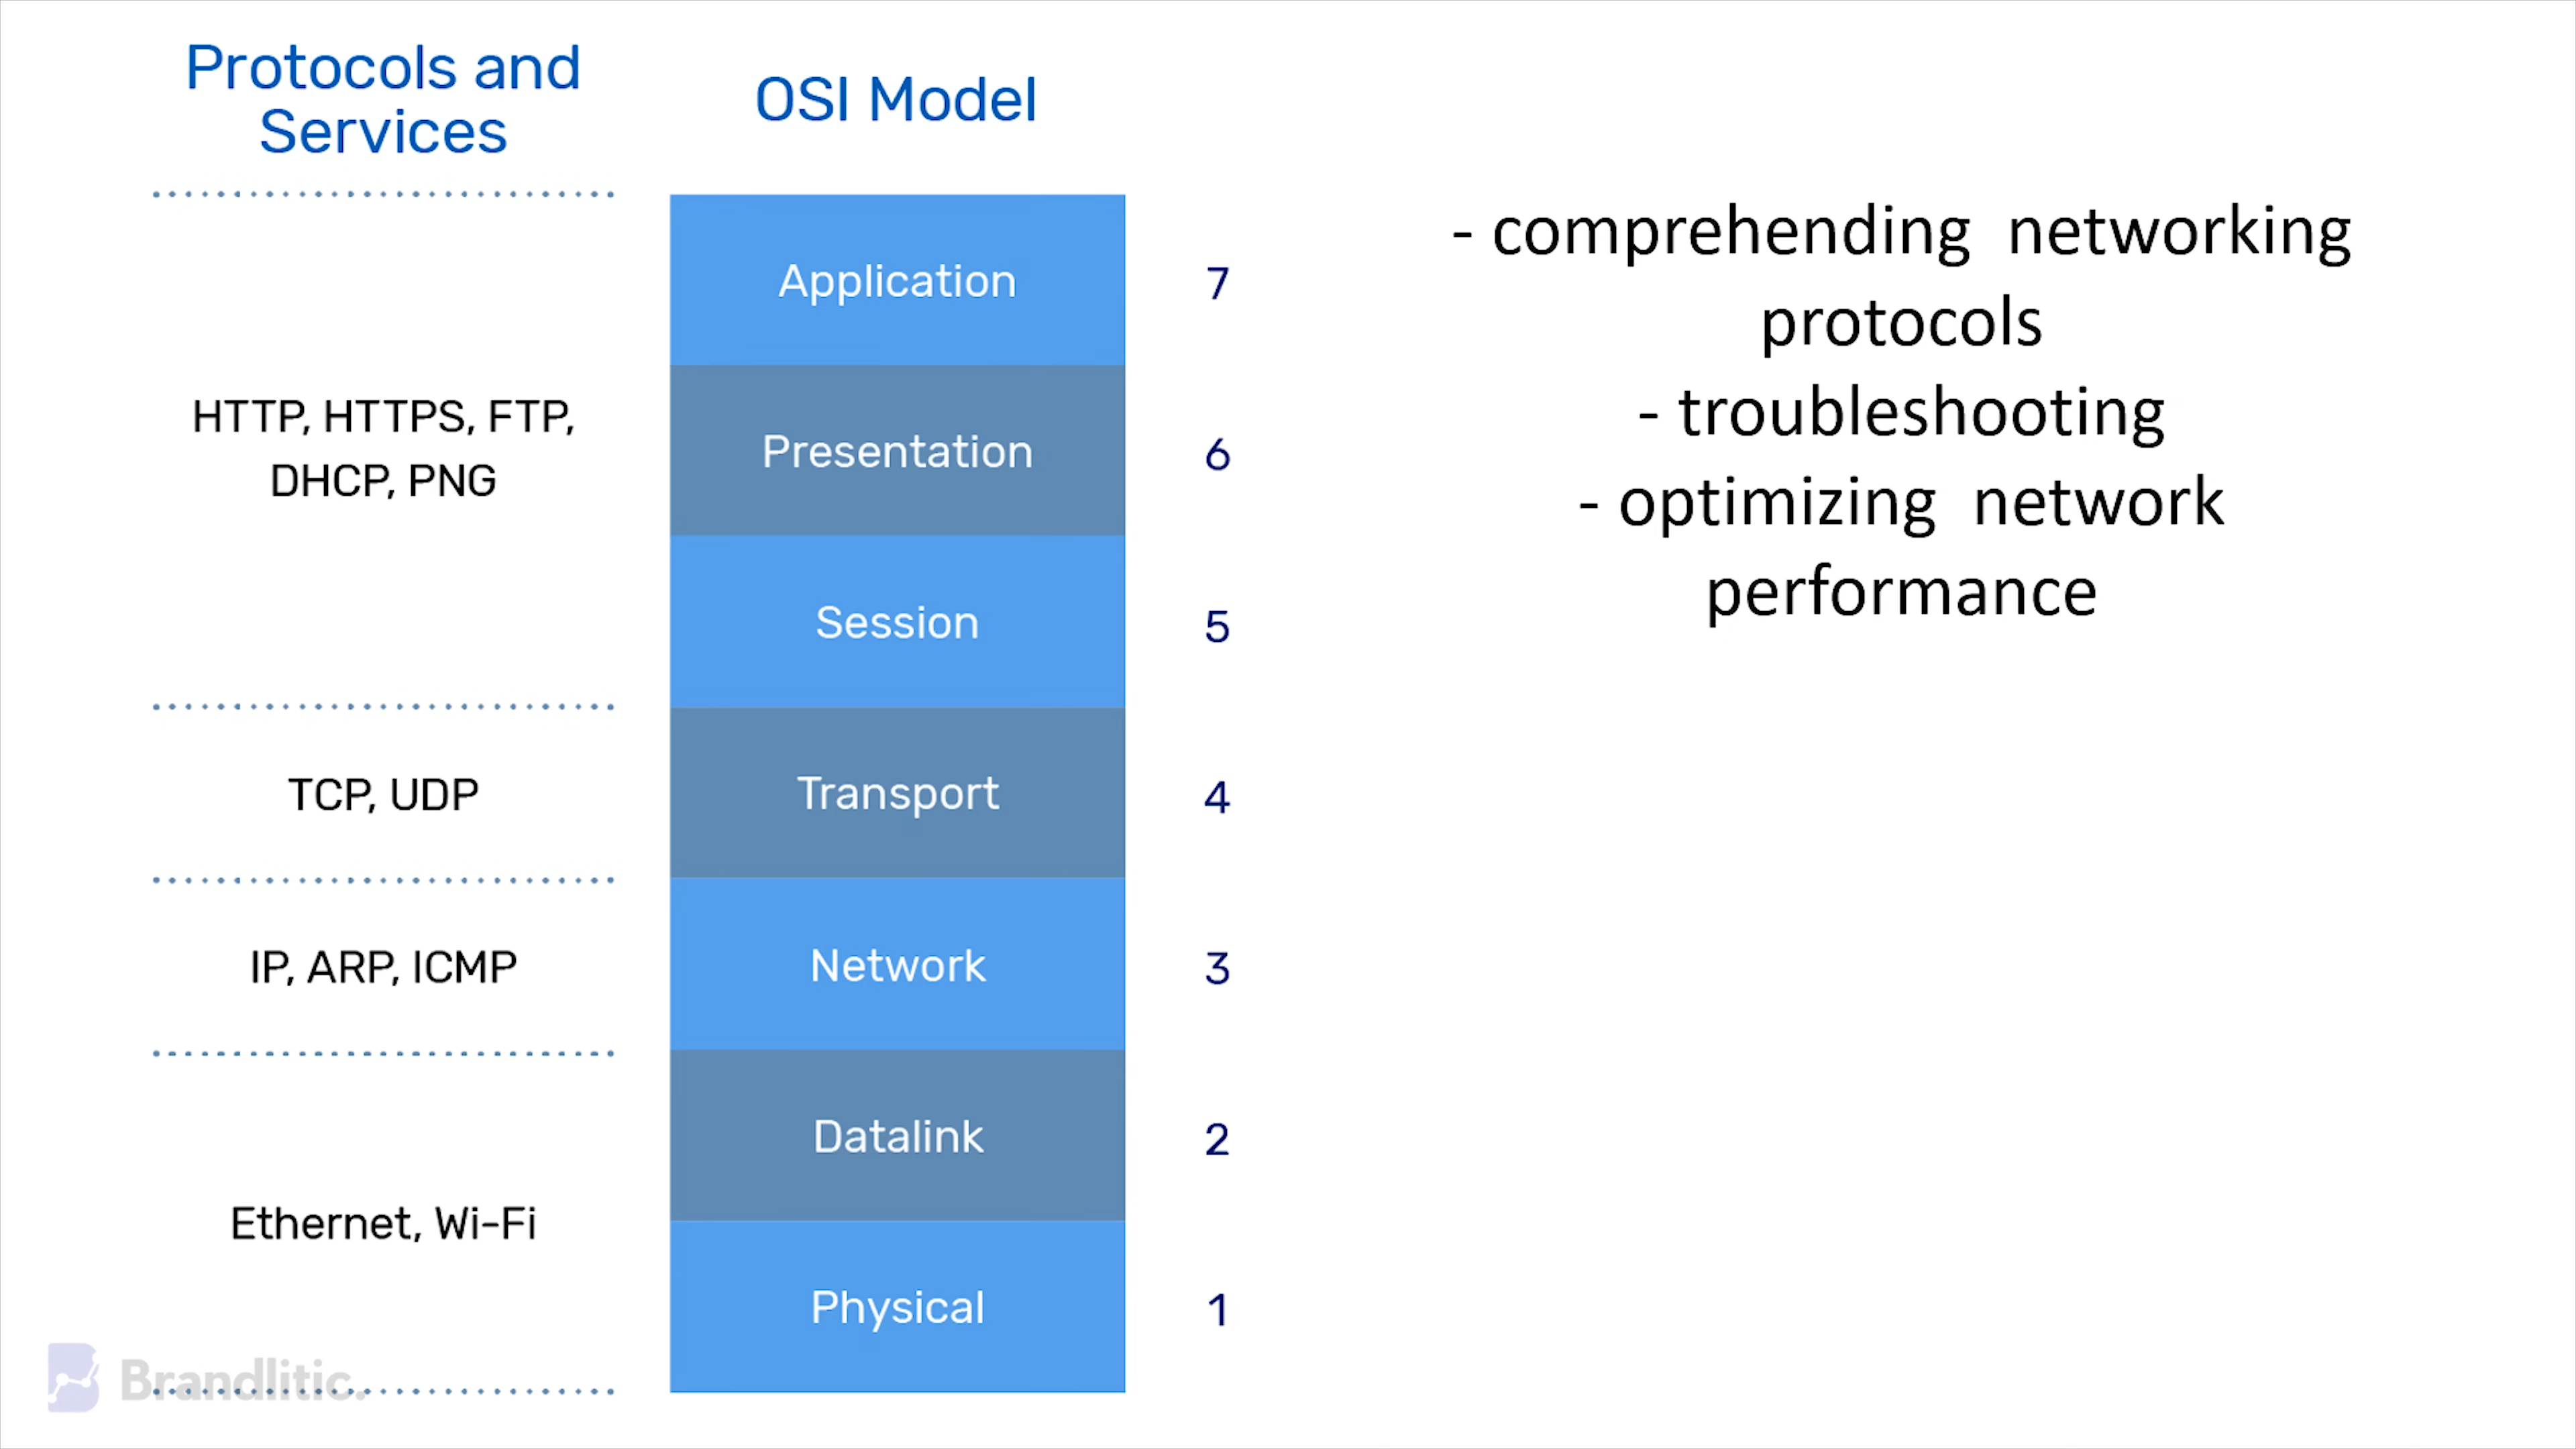 Protocols and
Services
OSI Model
HTTP, HTTPS, FTP,
DHCP, PNG
TCP, UDP
IP, ARP, ICMP
Ethernet, Wi-Fi
Application
7
Presentation
6
Session
5
Transport
4
Network
3
Datalink
2
Physical
1
- comprehending networking
protocols
- troubleshooting
- optimizing network
performance
Brandlitic.